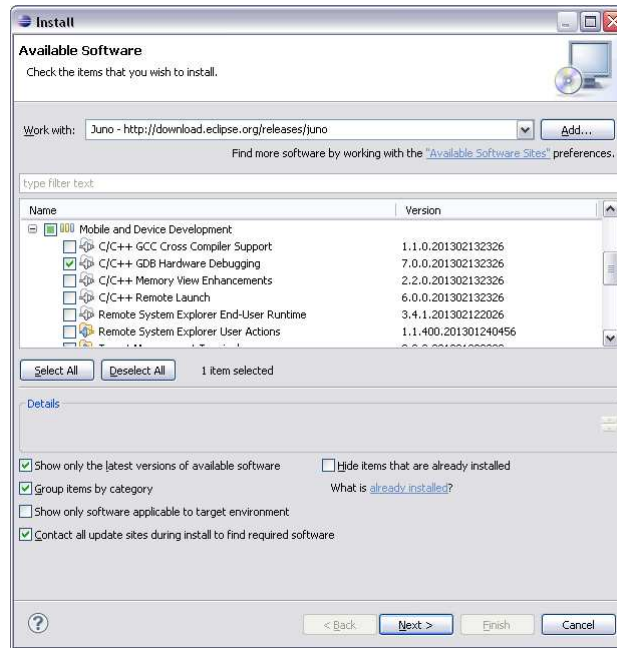 Install
Available Software
Check the items that you wish to install.
Work with: Juno - http://download.eclipse.org/releases/juno Add...
Find more software by working with the "Available Software Sites" preferences.
type filter text
Name Version
Mobile and Device Development
C/C++ GCC Cross Compiler Support 1.1.0.201302132326
C/C++ GDB Hardware Debugging 7.0.0.201302132326
C/C++ Memory View Enhancements 2.2.0.201302132326
C/C++ Remote Launch 6.0.0.201302132326
Remote System Explorer End-User Runtime 3.4.1.201302122026
Remote System Explorer User Actions 1.1.400.201301240456
Select All Deselect All 1 item selected
Details
Show only the latest versions of available software Hide items that are already installed
Group items by category What is already installed?
Show only software applicable to target environment
Contact all update sites during install to find required software
? < Back Next > Finish Cancel